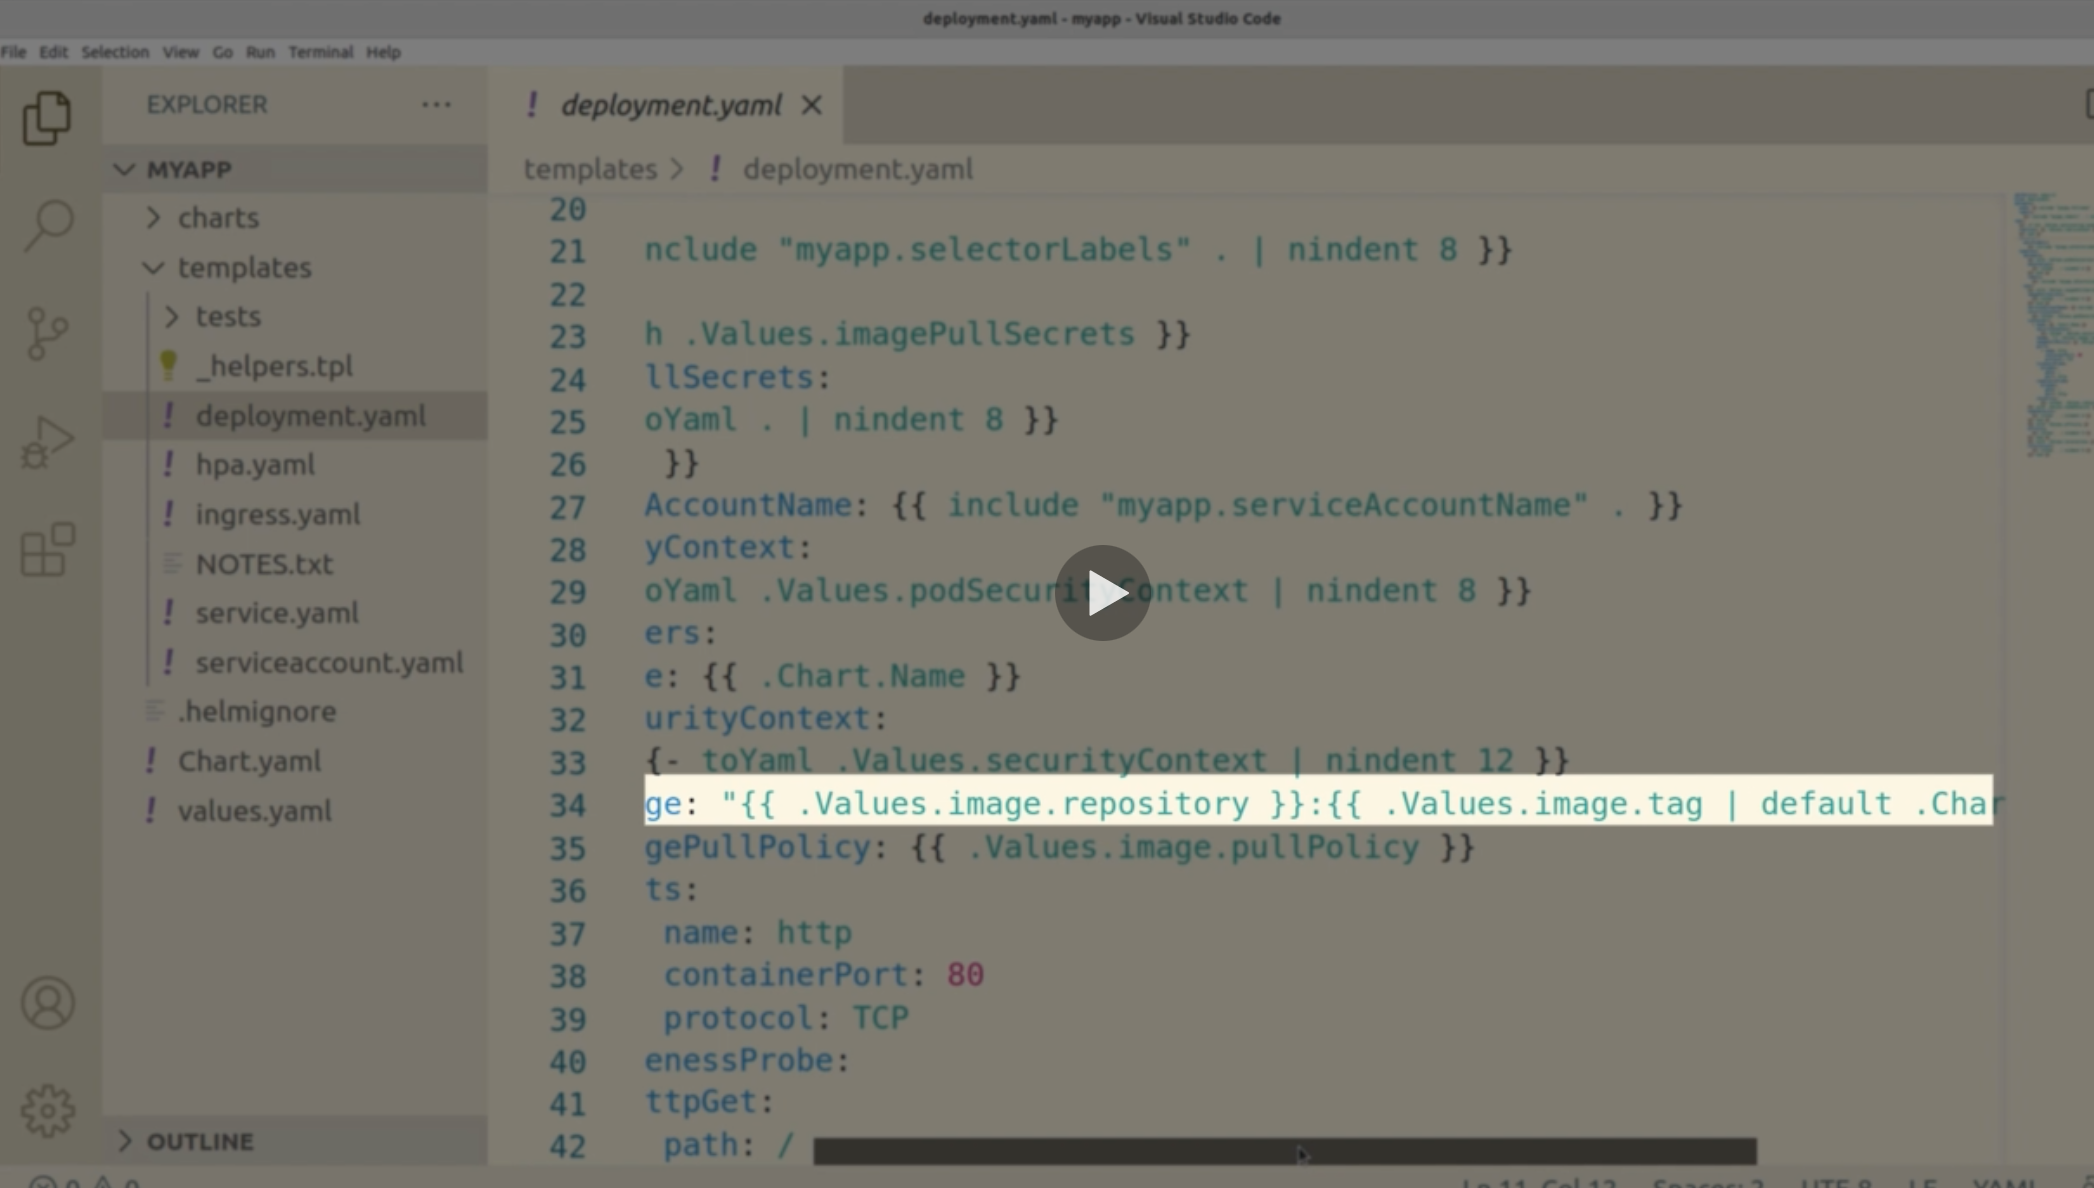 deployment.yaml - myapp - Visual Studio Code
File Edit Selection View Go Run Terminal Help
EXPLORER ...
! deployment.yaml
MYAPP
templates > ! deployment.yaml
charts
templates
tests
_helpers.tpl
! deployment.yaml
! hpa.yaml
! ingress.yaml
NOTES.txt
! service.yaml
! serviceaccount.yaml
.helmignore
! Chart.yaml
! values.yaml
OUTLINE
20
21 nclude "myapp.selectorLabels" . | nindent 8 }}
22
23 h .Values.imagePullSecrets }}
24 llSecrets:
25 oYaml . | nindent 8 }}
26 }}
27 AccountName: {{ include "myapp.serviceAccountName" . }}
28 yContext:
29 oYaml .Values.podSecurityContext | nindent 8 }}
30 ers:
31 e: {{ .Chart.Name }}
32 urityContext:
33 {- toYaml .Values.securityContext | nindent 12 }}
34 ge: "{{ .Values.image.repository }}:{{ .Values.image.tag | default .Char
35 gePullPolicy: {{ .Values.image.pullPolicy }}
36 ts:
37 name: http
38 containerPort: 80
39 protocol: TCP
40 enessProbe:
41 ttpGet:
42 path: /